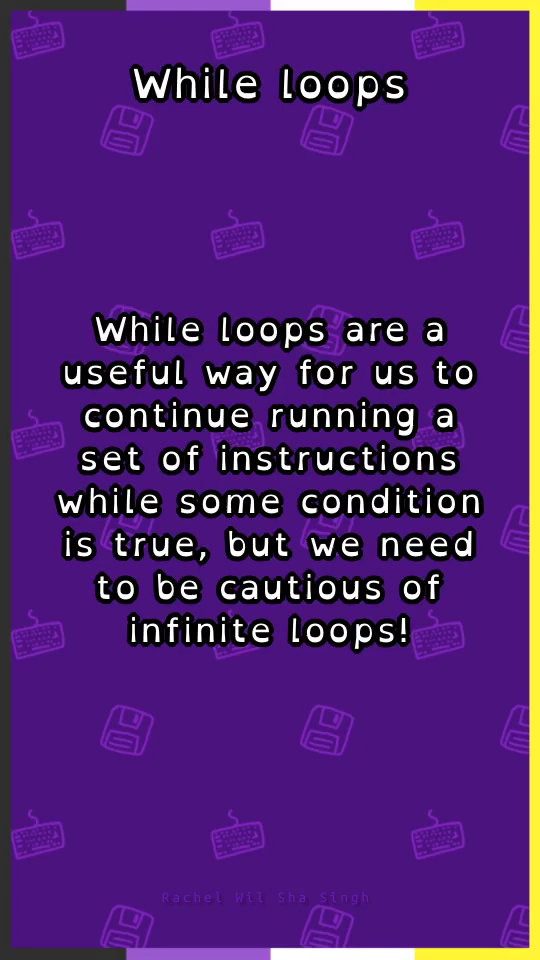 While loops
While loops are a
useful way for us to
continue running a
set of instructions
while some condition
is true, but we need
to be cautious of
infinite loops!
Rachel Wil Sha Singh